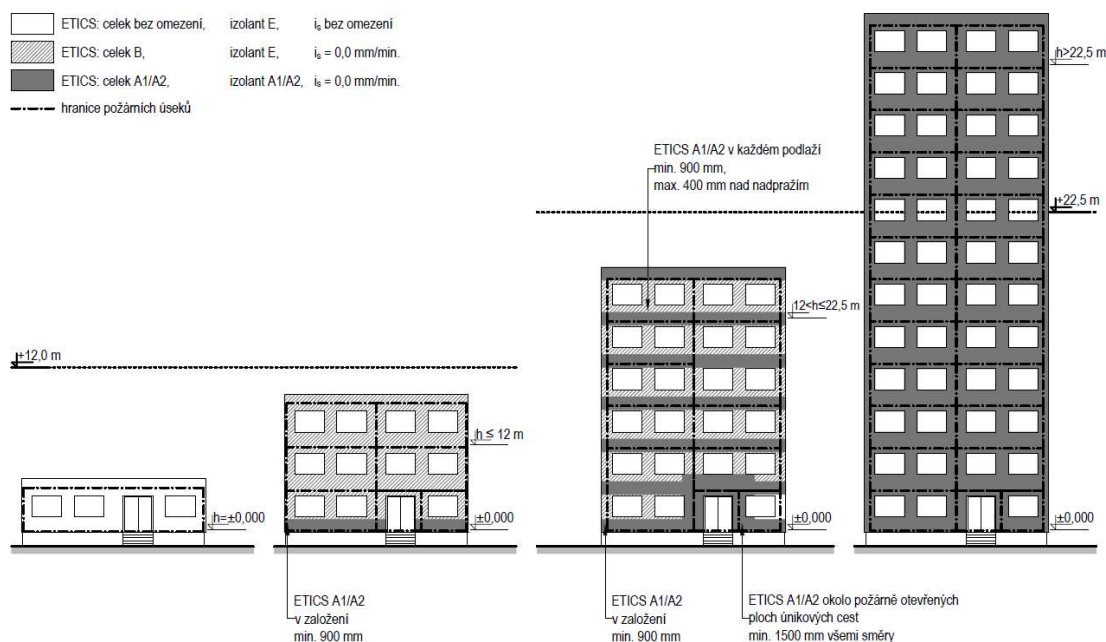 ETICS: celek bez omezení, izolant E, iₛ bez omezení
ETICS: celek B, izolant E, iₛ = 0,0 mm/min.
ETICS: celek A1/A2, izolant A1/A2, iₛ = 0,0 mm/min.
hranice požárních úseků
h>22,5 m
ETICS A1/A2 v každém podlaží
min. 900 mm,
max. 400 mm nad nadpražím
+22,5 m
12<h≤22,5 m
+12,0 m
h ≤ 12 m
h=±0,000
±0,000
±0,000
±0,000
ETICS A1/A2
v založení
min. 900 mm
ETICS A1/A2
v založení
min. 900 mm
ETICS A1/A2 okolo požárně otevřených
ploch únikových cest
min. 1500 mm všemi směry